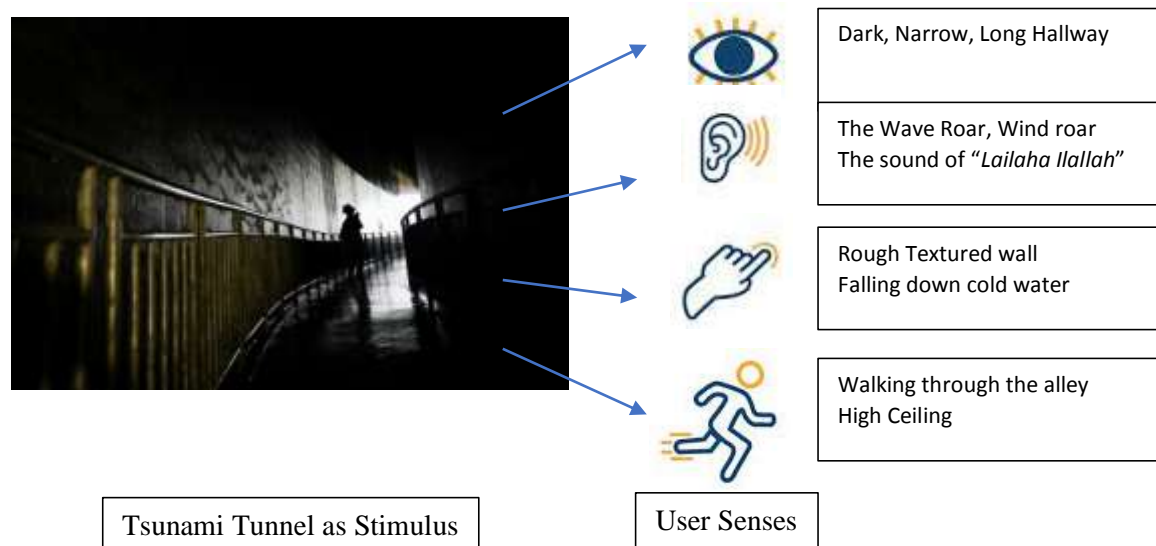 Dark, Narrow, Long Hallway
The Wave Roar, Wind roar
The sound of “Lailaha Ilallah”
Rough Textured wall
Falling down cold water
Walking through the alley
High Ceiling
Tsunami Tunnel as Stimulus
User Senses